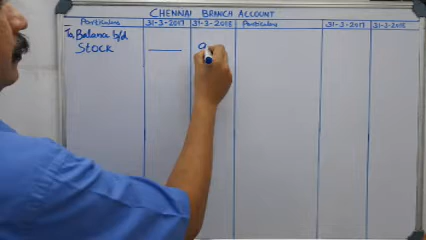 CHENNAI BRANCH ACCOUNT
Particulars 31-3-2017 31-3-2018 Particulars 31-3-2017 31-3-2018
To Balance b/d
Stock